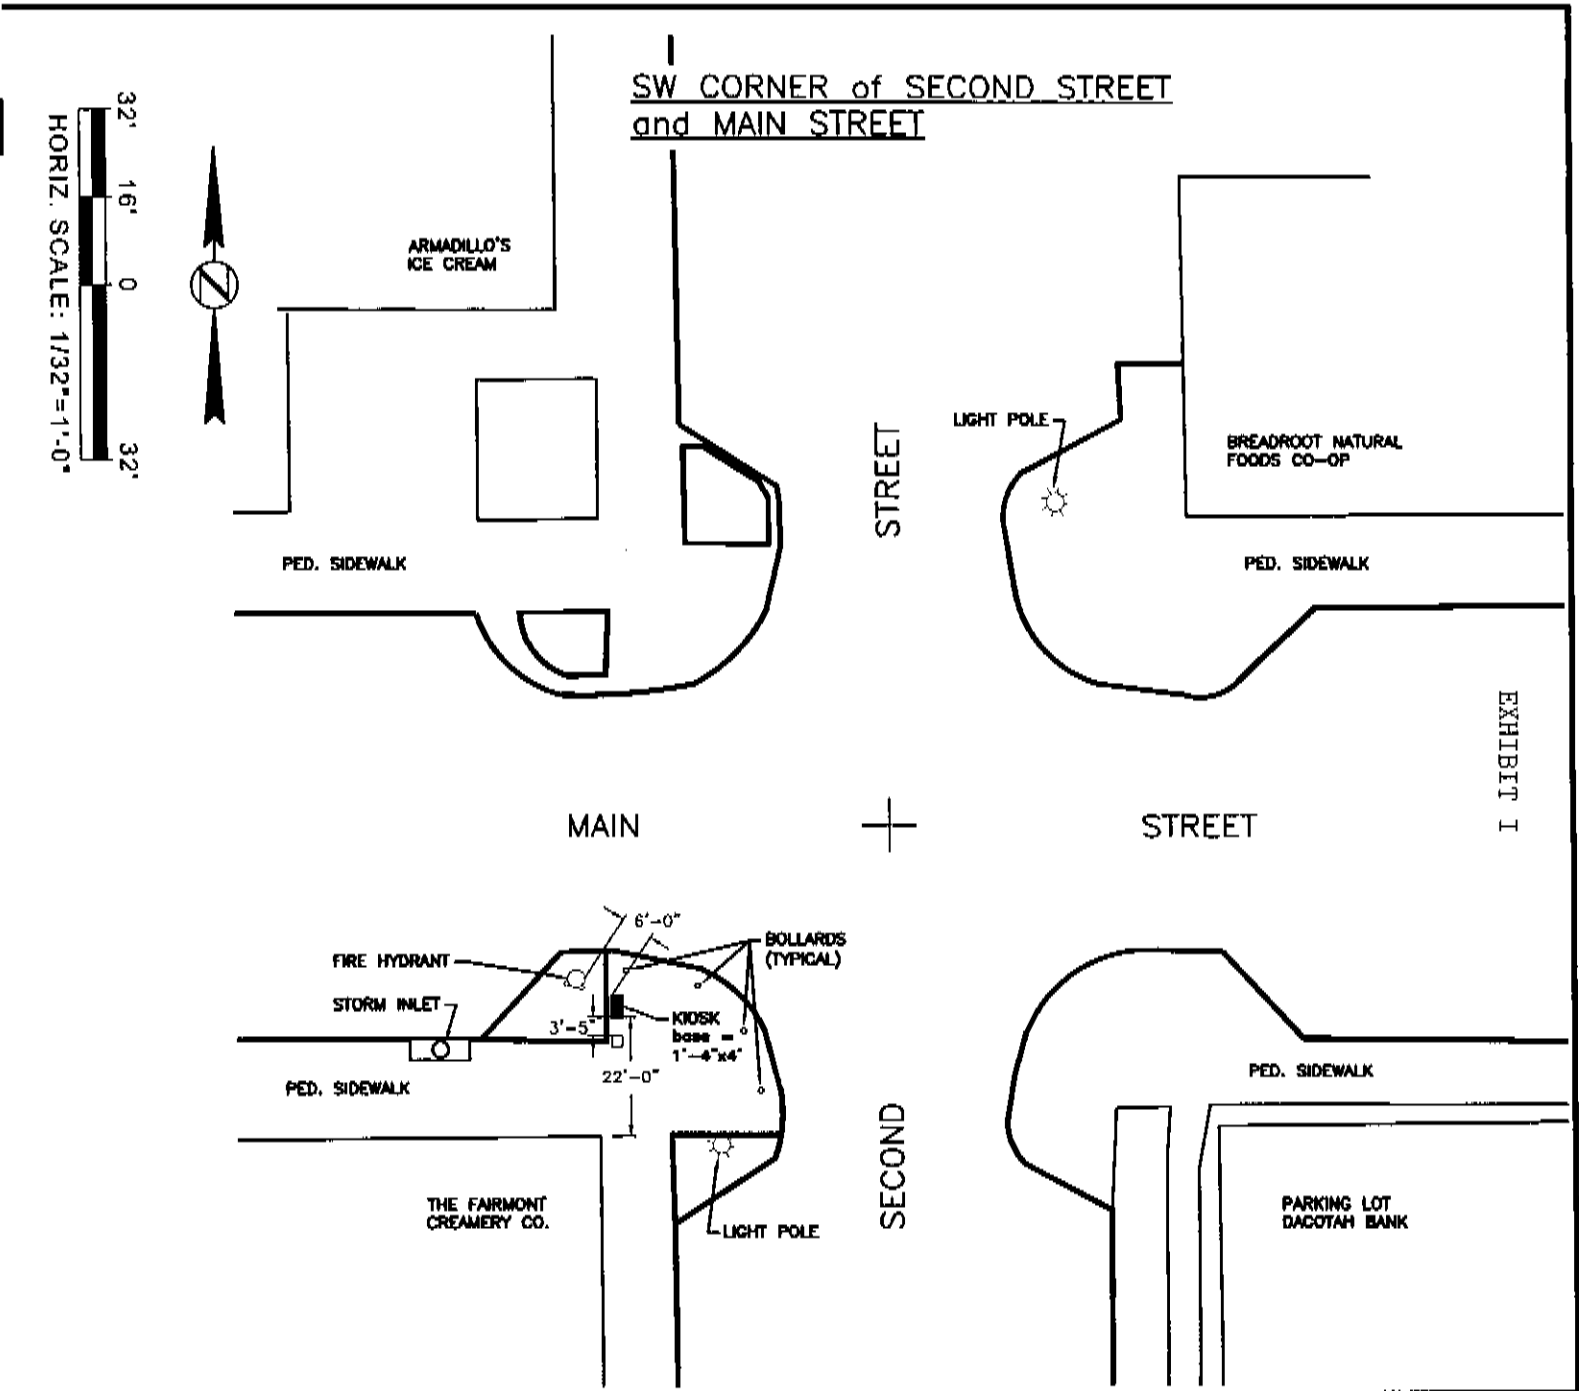 SW CORNER of SECOND STREET
and MAIN STREET
32' 16' 0 32'
HORIZ. SCALE: 1/32"=1'-0"
N
ARMADILLO'S
ICE CREAM
LIGHT POLE
STREET
BREADROOT NATURAL
FOODS CO-OP
PED. SIDEWALK
PED. SIDEWALK
EXHIBIT I
MAIN
STREET
6'-0"
BOLLARDS
(TYPICAL)
FIRE HYDRANT
STORM INLET
3'-5"
KIOSK
base =
1'-4"x4'
22'-0"
PED. SIDEWALK
PED. SIDEWALK
SECOND
THE FAIRMONT
CREAMERY CO.
LIGHT POLE
PARKING LOT
DACOTAH BANK